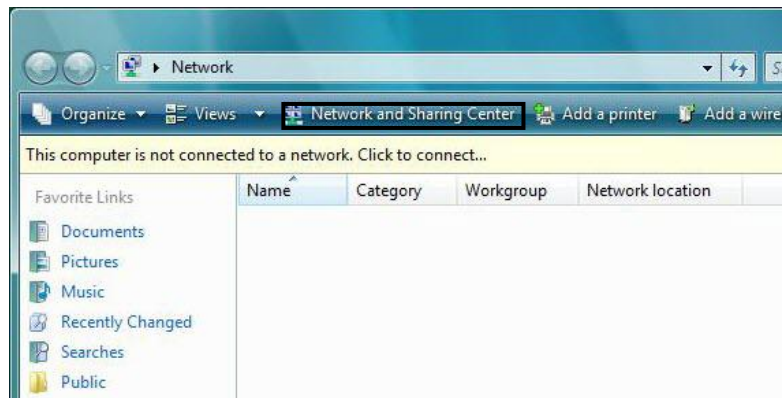 Network
Organize Views Network and Sharing Center Add a printer Add a wire
This computer is not connected to a network. Click to connect...
Favorite Links
Name Category Workgroup Network location
Documents
Pictures
Music
Recently Changed
Searches
Public